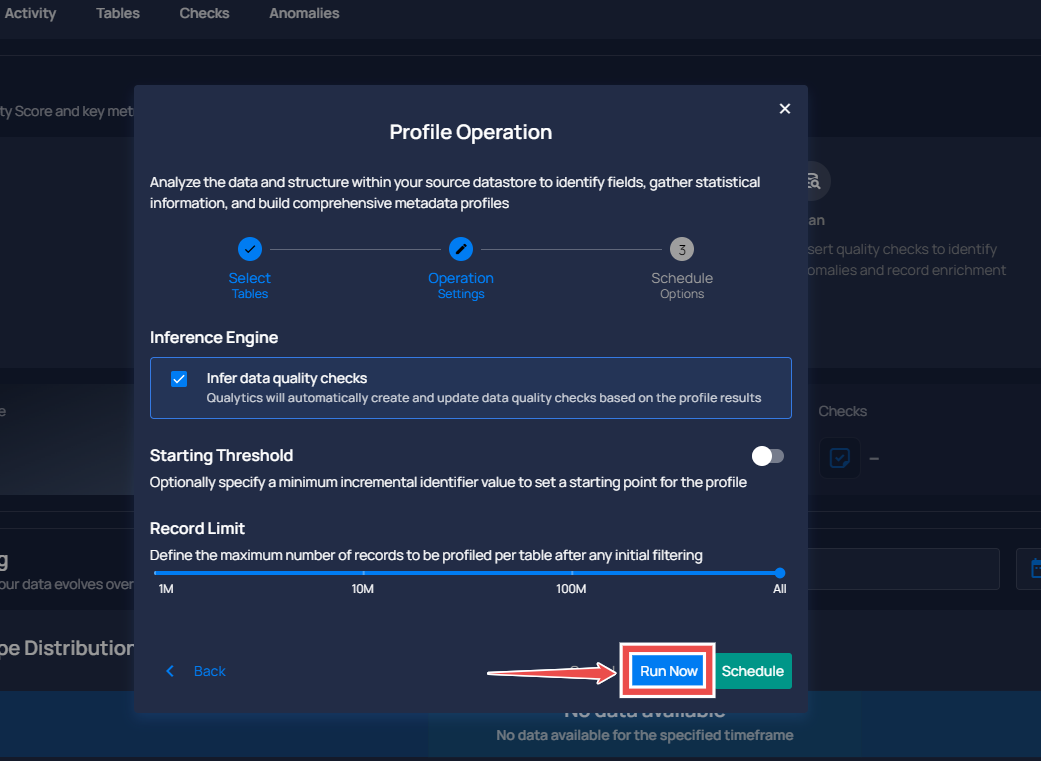 Activity Tables Checks Anomalies
ty Score and key met
Profile Operation
Analyze the data and structure within your source datastore to identify fields, gather statistical
information, and build comprehensive metadata profiles
an
sert quality checks to identify
omalies and record enrichment
3
Select Operation Schedule
Tables Settings Options
Inference Engine
Infer data quality checks
Qualytics will automatically create and update data quality checks based on the profile results
e
Checks
–
Starting Threshold
Optionally specify a minimum incremental identifier value to set a starting point for the profile
Record Limit
Define the maximum number of records to be profiled per table after any initial filtering
1M 10M 100M All
g
our data evolves over
pe Distribution
Back Run Now Schedule
No data available
No data available for the specified timeframe